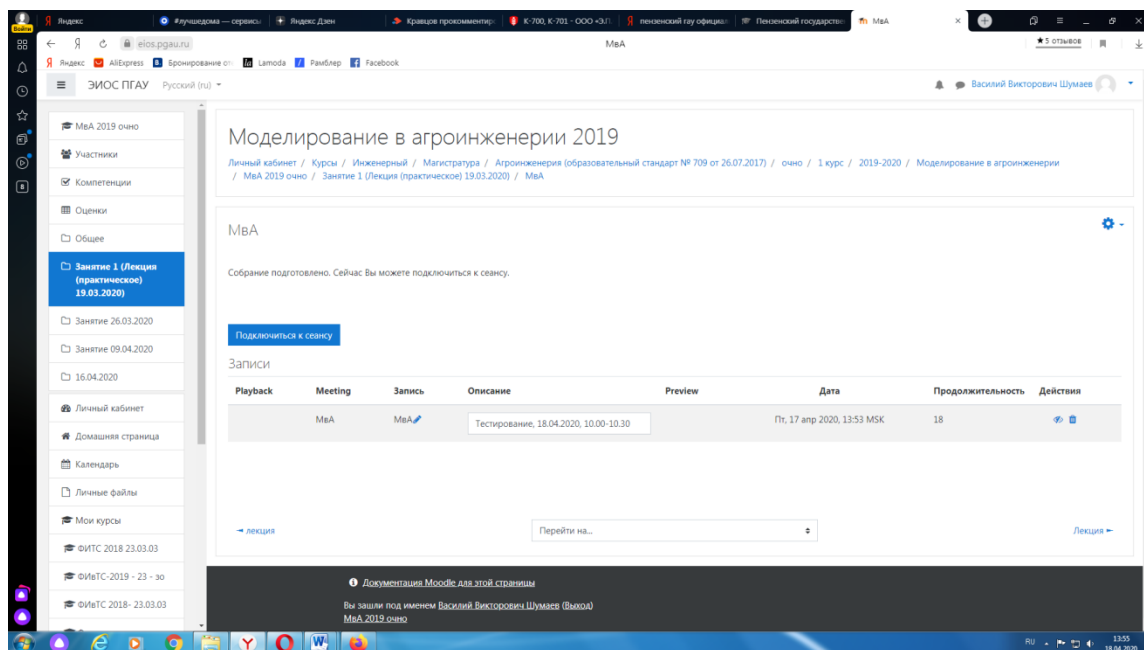 Яндекс
#лучшедома — сервисы
Яндекс Дзен
Кравцов прокомментиро
К-700, К-701 - ООО «З.П.
пензенский гау официал
Пензенский государстве
МвА
Войти
eios.pgau.ru
МвА
★5 отзывов
Яндекс
AliExpress
Бронирование оте
Lamoda
Рамблер
Facebook
ЭИОС ПГАУ Русский (ru)
Василий Викторович Шумаев
МвА 2019 очно
Участники
Компетенции
Оценки
Общее
Занятие 1 (Лекция
(практическое)
19.03.2020)
Занятие 26.03.2020
Занятие 09.04.2020
16.04.2020
Личный кабинет
Домашняя страница
Календарь
Личные файлы
Мои курсы
ФИТС 2018 23.03.03
ФИвТС-2019 - 23 - зо
ФИвТС 2018- 23.03.03
Моделирование в агроинженерии 2019
Личный кабинет / Курсы / Инженерный / Магистратура / Агроинженерия (образовательный стандарт № 709 от 26.07.2017) / очно / 1 курс / 2019-2020 / Моделирование в агроинженерии
/ МвА 2019 очно / Занятие 1 (Лекция (практическое) 19.03.2020) / МвА
МвА
Собрание подготовлено. Сейчас Вы можете подключиться к сеансу.
Подключиться к сеансу
Записи
Playback Meeting Запись Описание Preview Дата Продолжительность Действия
МвА МвА Тестирование, 18.04.2020, 10.00-10.30 Пт, 17 апр 2020, 13:53 MSK 18
◄ лекция
Перейти на...
Лекция ►
Документация Moodle для этой страницы
Вы зашли под именем Василий Викторович Шумаев (Выход)
МвА 2019 очно
RU
13:55
18.04.2020